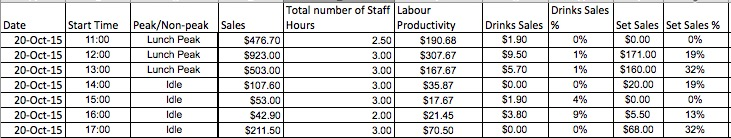 Total number of Staff Labour Drinks Sales
Date Start Time Peak/Non-peak Sales Hours Productivity Drinks Sales % Set Sales Set Sales %
20-Oct-15 11:00 Lunch Peak $476.70 2.50 $190.68 $1.90 0% $0.00 0%
20-Oct-15 12:00 Lunch Peak $923.00 3.00 $307.67 $9.50 1% $171.00 19%
20-Oct-15 13:00 Lunch Peak $503.00 3.00 $167.67 $5.70 1% $160.00 32%
20-Oct-15 14:00 Idle $107.60 3.00 $35.87 $0.00 0% $20.00 19%
20-Oct-15 15:00 Idle $53.00 3.00 $17.67 $1.90 4% $0.00 0%
20-Oct-15 16:00 Idle $42.90 2.00 $21.45 $3.80 9% $5.50 13%
20-Oct-15 17:00 Idle $211.50 3.00 $70.50 $0.00 0% $68.00 32%